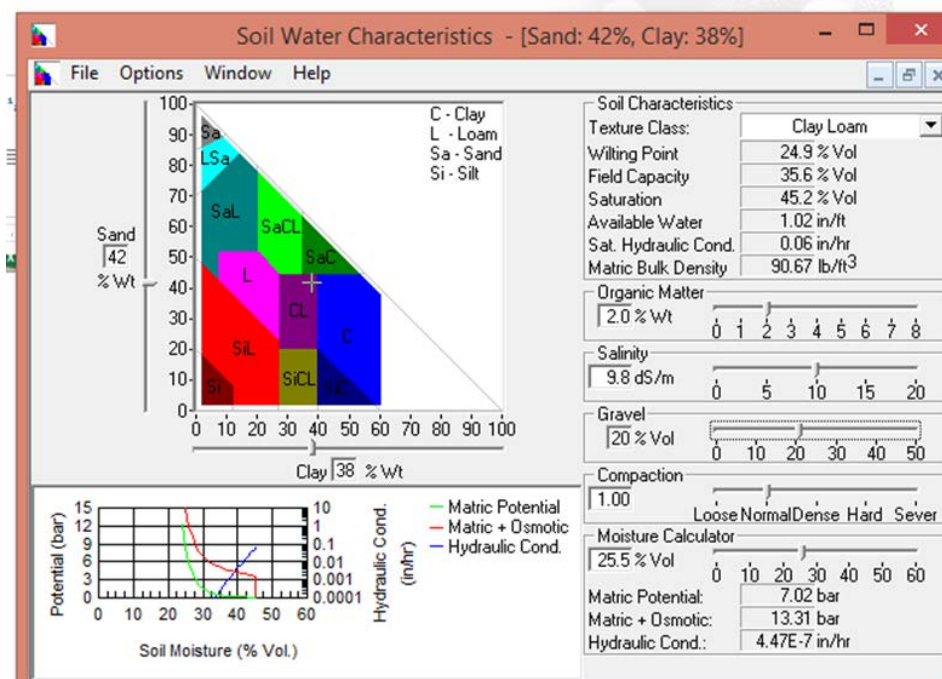 Soil Water Characteristics - [Sand: 42%, Clay: 38%]
File Options Window Help
100
90
80
70
60
50
40
30
20
10
0
Sand
42
% Wt
C - Clay
L - Loam
Sa - Sand
Si - Silt
Sa
LSa
SaL
SaCL
SaC
L
CL
C
SiL
SiCL
SiC
Si
0 10 20 30 40 50 60 70 80 90 100
Clay 38 % Wt
Soil Characteristics
Texture Class: Clay Loam
Wilting Point 24.9 % Vol
Field Capacity 35.6 % Vol
Saturation 45.2 % Vol
Available Water 1.02 in/ft
Sat. Hydraulic Cond. 0.06 in/hr
Matric Bulk Density 90.67 lb/ft3
Organic Matter
2.0 % Wt
0 1 2 3 4 5 6 7 8
Salinity
9.8 dS/m
0 5 10 15 20
Gravel
20 % Vol
0 10 20 30 40 50
Compaction
1.00
Loose Normal Dense Hard Sever
Moisture Calculator
25.5 % Vol
0 10 20 30 40 50 60
Matric Potential: 7.02 bar
Matric + Osmotic: 13.31 bar
Hydraulic Cond.: 4.47E-7 in/hr
Potential (bar)
15
12
9
6
3
0
0 10 20 30 40 50 60
Soil Moisture (% Vol.)
10
1
0.1
0.01
0.001
0.0001
Hydraulic Cond.
(in/hr)
Matric Potential
Matric + Osmotic
Hydraulic Cond.